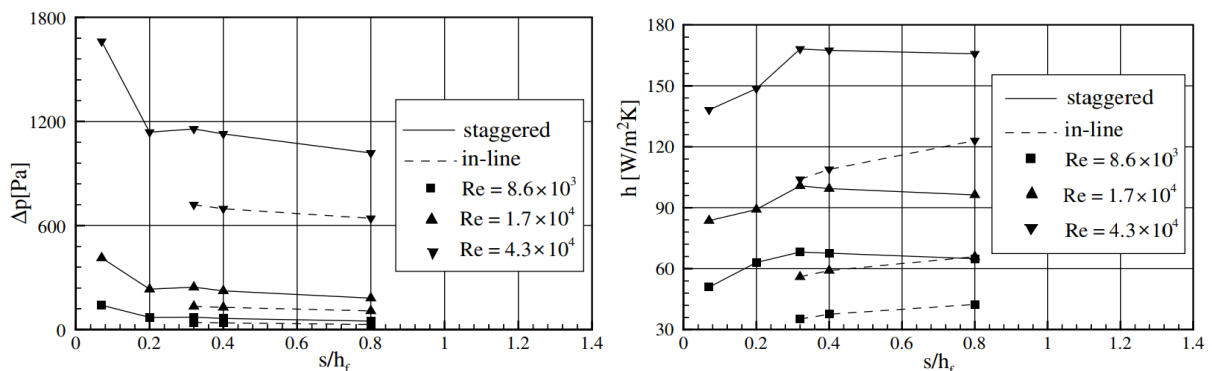 1800
1200
600
0
Δp[Pa]
0 0.2 0.4 0.6 0.8 1 1.2 1.4
s/h_f
staggered
in-line
Re = 8.6×10³
Re = 1.7×10⁴
Re = 4.3×10⁴
180
150
120
90
60
30
h [W/m²K]
0 0.2 0.4 0.6 0.8 1 1.2 1.4
s/h_f
staggered
in-line
Re = 8.6×10³
Re = 1.7×10⁴
Re = 4.3×10⁴